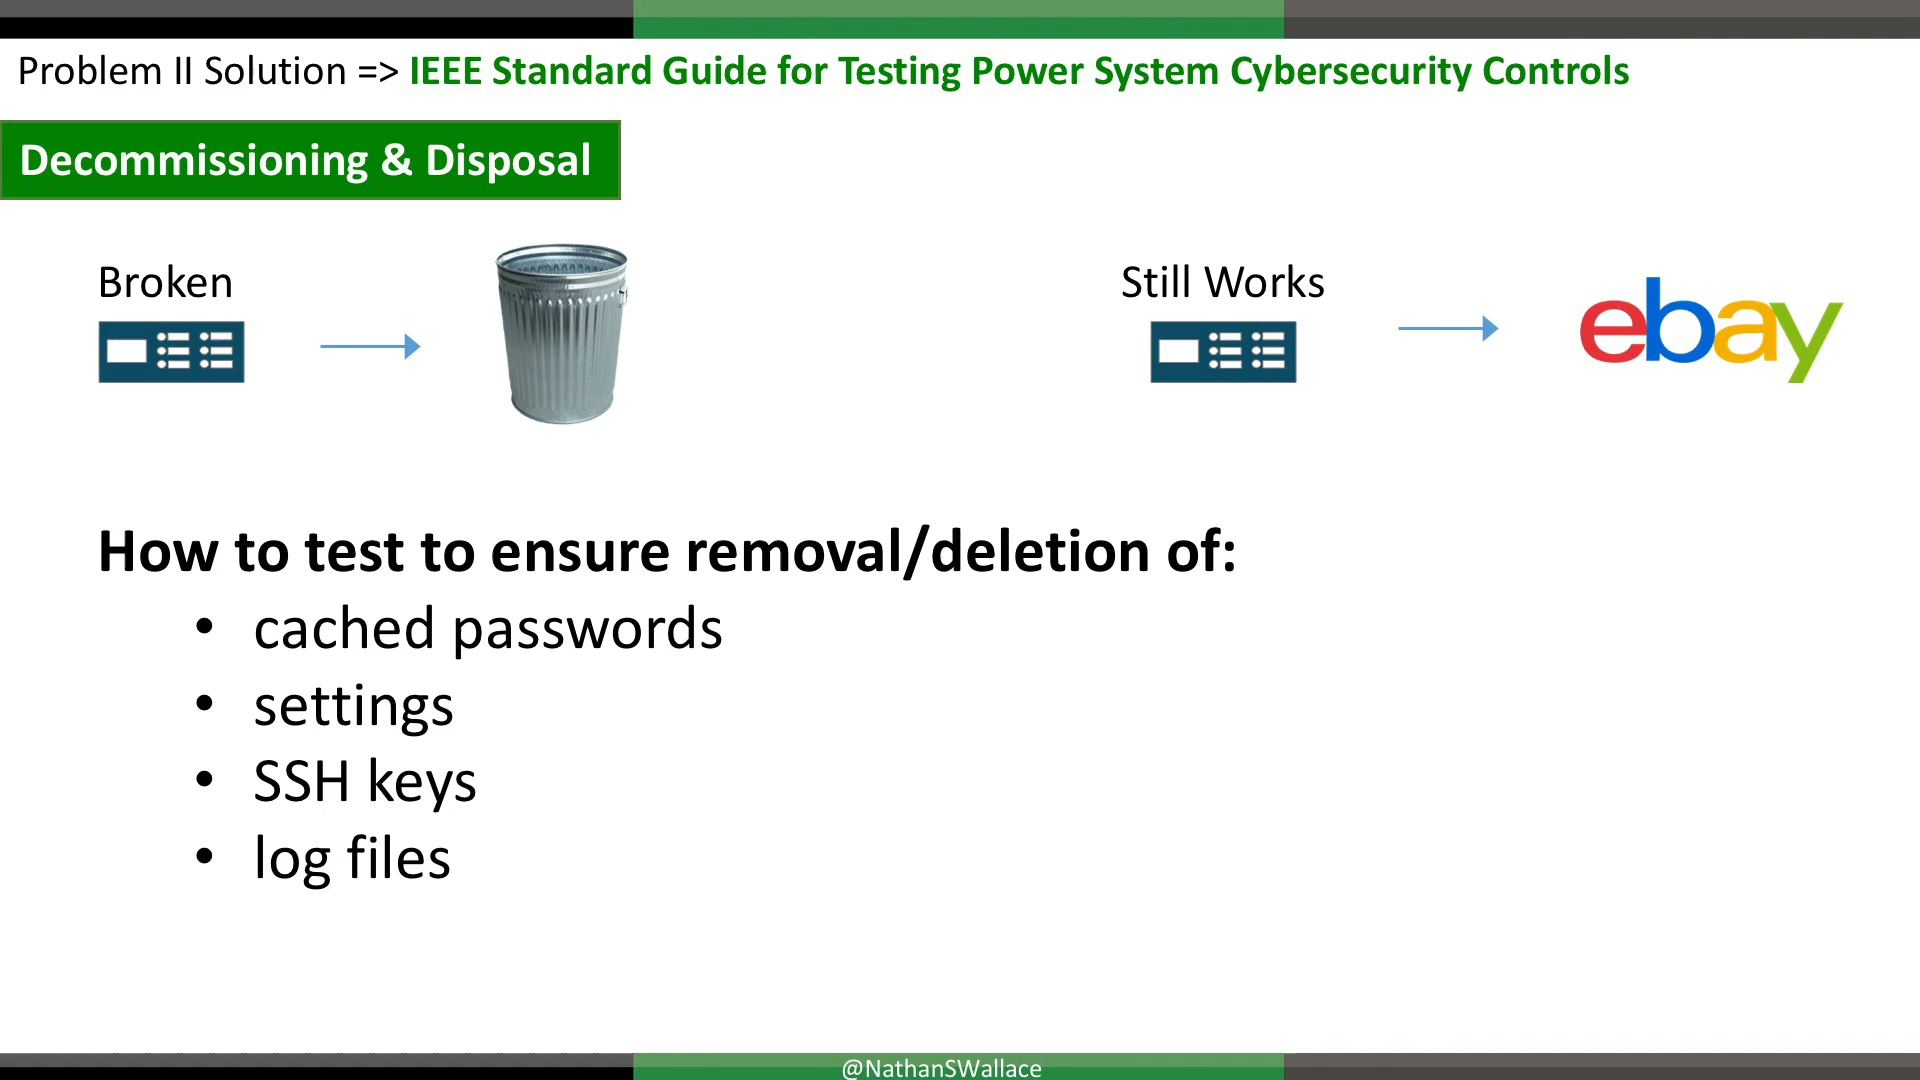 Problem II Solution => IEEE Standard Guide for Testing Power System Cybersecurity Controls
Decommissioning & Disposal
Broken
Still Works
ebay
How to test to ensure removal/deletion of:
• cached passwords
• settings
• SSH keys
• log files
@NathanSWallace